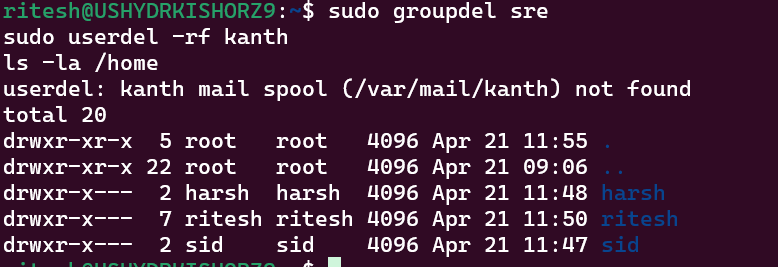 ritesh@USHYDRKISHORZ9:~$ sudo groupdel sre
sudo userdel -rf kanth
ls -la /home
userdel: kanth mail spool (/var/mail/kanth) not found
total 20
drwxr-xr-x  5 root   root   4096 Apr 21 11:55 .
drwxr-xr-x 22 root   root   4096 Apr 21 09:06 ..
drwxr-x---  2 harsh  harsh  4096 Apr 21 11:48 harsh
drwxr-x---  7 ritesh ritesh 4096 Apr 21 11:50 ritesh
drwxr-x---  2 sid    sid    4096 Apr 21 11:47 sid
ritesh@USHYDRKISHORZ9:~$